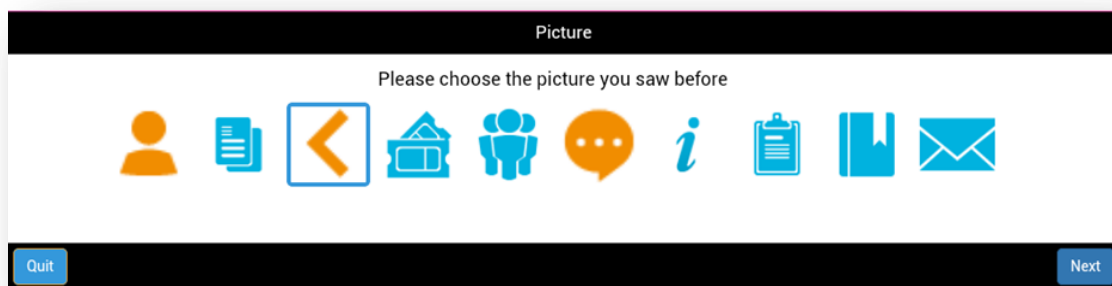 Picture
Please choose the picture you saw before
i
Quit
Next